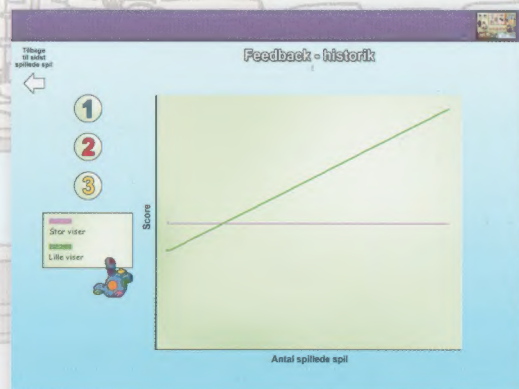 Feedback - historik
Tilbage
til sidst
spillede spil
1
2
3
Score
Stor viser
Lille viser
Antal spillede spil